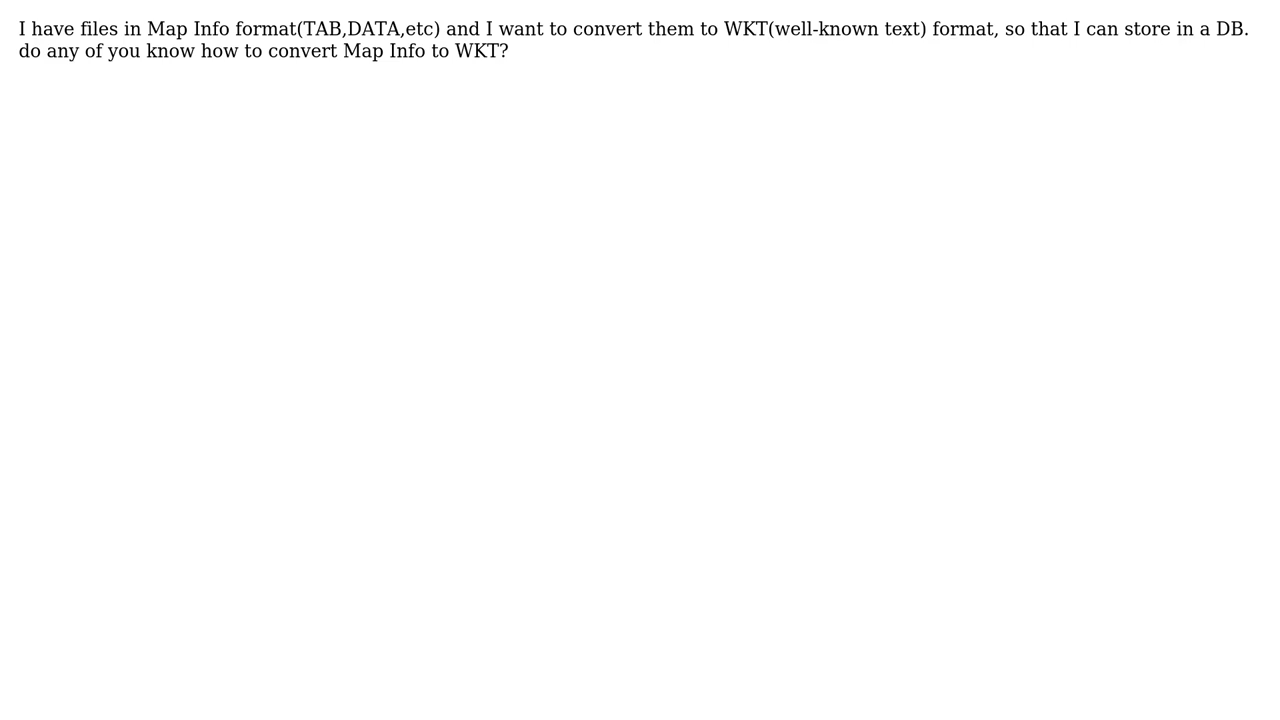 I have files in Map Info format(TAB,DATA,etc) and I want to convert them to WKT(well-known text) format, so that I can store in a DB.
do any of you know how to convert Map Info to WKT?